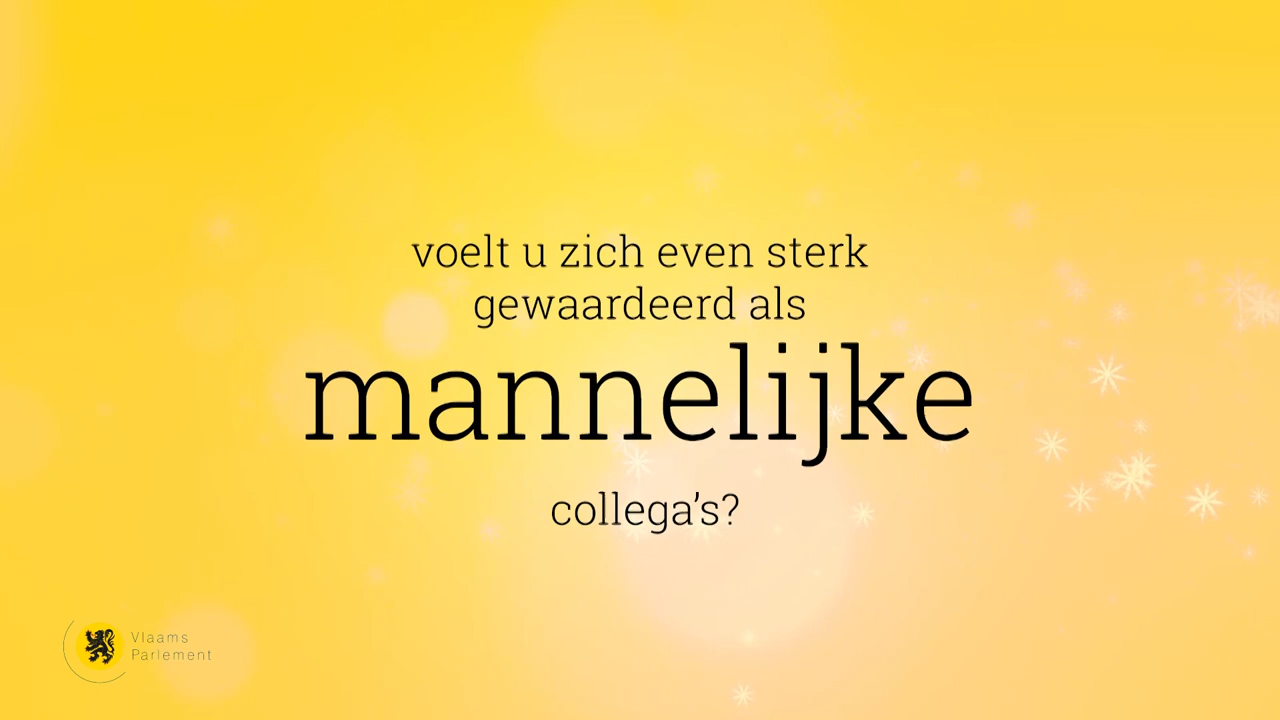 voelt u zich even sterk
gewaardeerd als
mannelijke
collega's?
Vlaams
Parlement